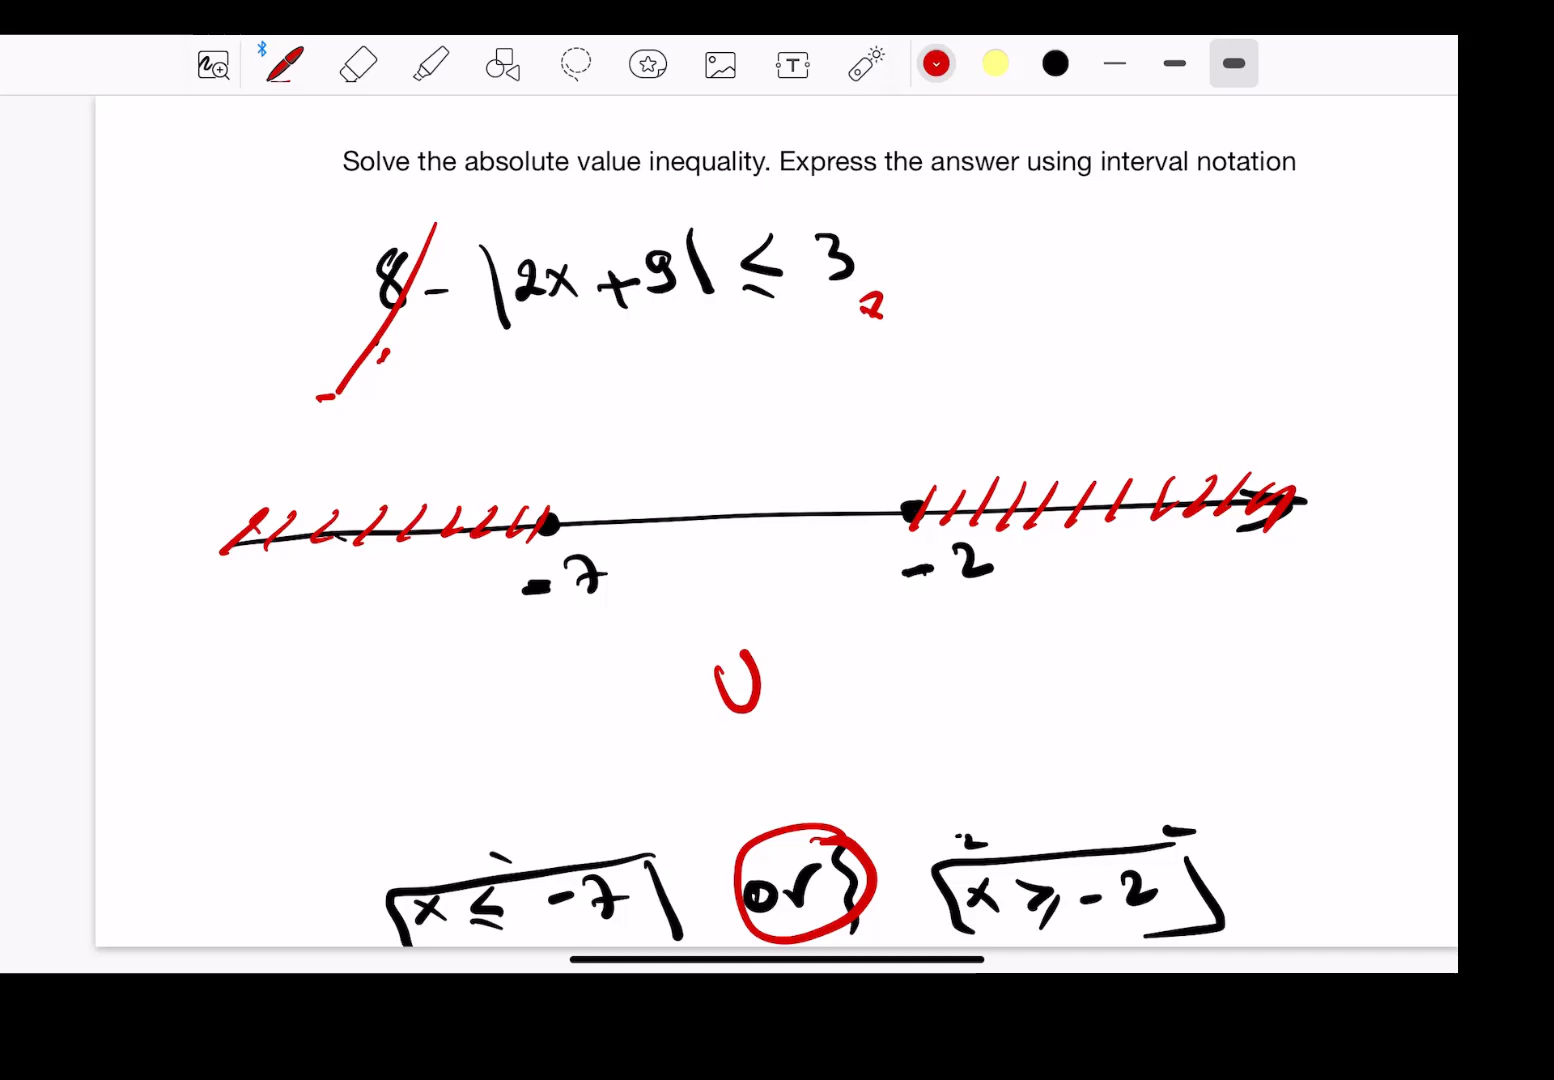 T
Solve the absolute value inequality. Express the answer using interval notation
8 - |2x + 9| ≤ 3
2
-7
-2
U
x ≤ -7 or x ≥ -2